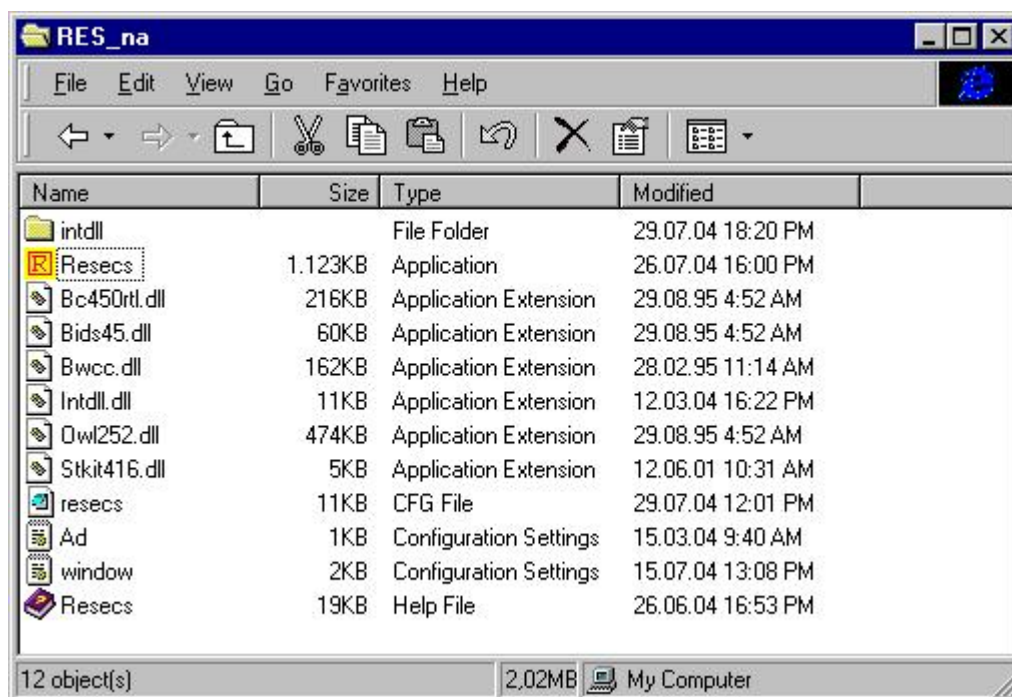 RES_na
File Edit View Go Favorites Help
Name Size Type Modified
intdll File Folder 29.07.04 18:20 PM
Resecs 1.123KB Application 26.07.04 16:00 PM
Bc450rtl.dll 216KB Application Extension 29.08.95 4:52 AM
Bids45.dll 60KB Application Extension 29.08.95 4:52 AM
Bwcc.dll 162KB Application Extension 28.02.95 11:14 AM
Intdll.dll 11KB Application Extension 12.03.04 16:22 PM
Owl252.dll 474KB Application Extension 29.08.95 4:52 AM
Stkit416.dll 5KB Application Extension 12.06.01 10:31 AM
resecs 11KB CFG File 29.07.04 12:01 PM
Ad 1KB Configuration Settings 15.03.04 9:40 AM
window 2KB Configuration Settings 15.07.04 13:08 PM
Resecs 19KB Help File 26.06.04 16:53 PM
12 object(s) 2,02MB My Computer